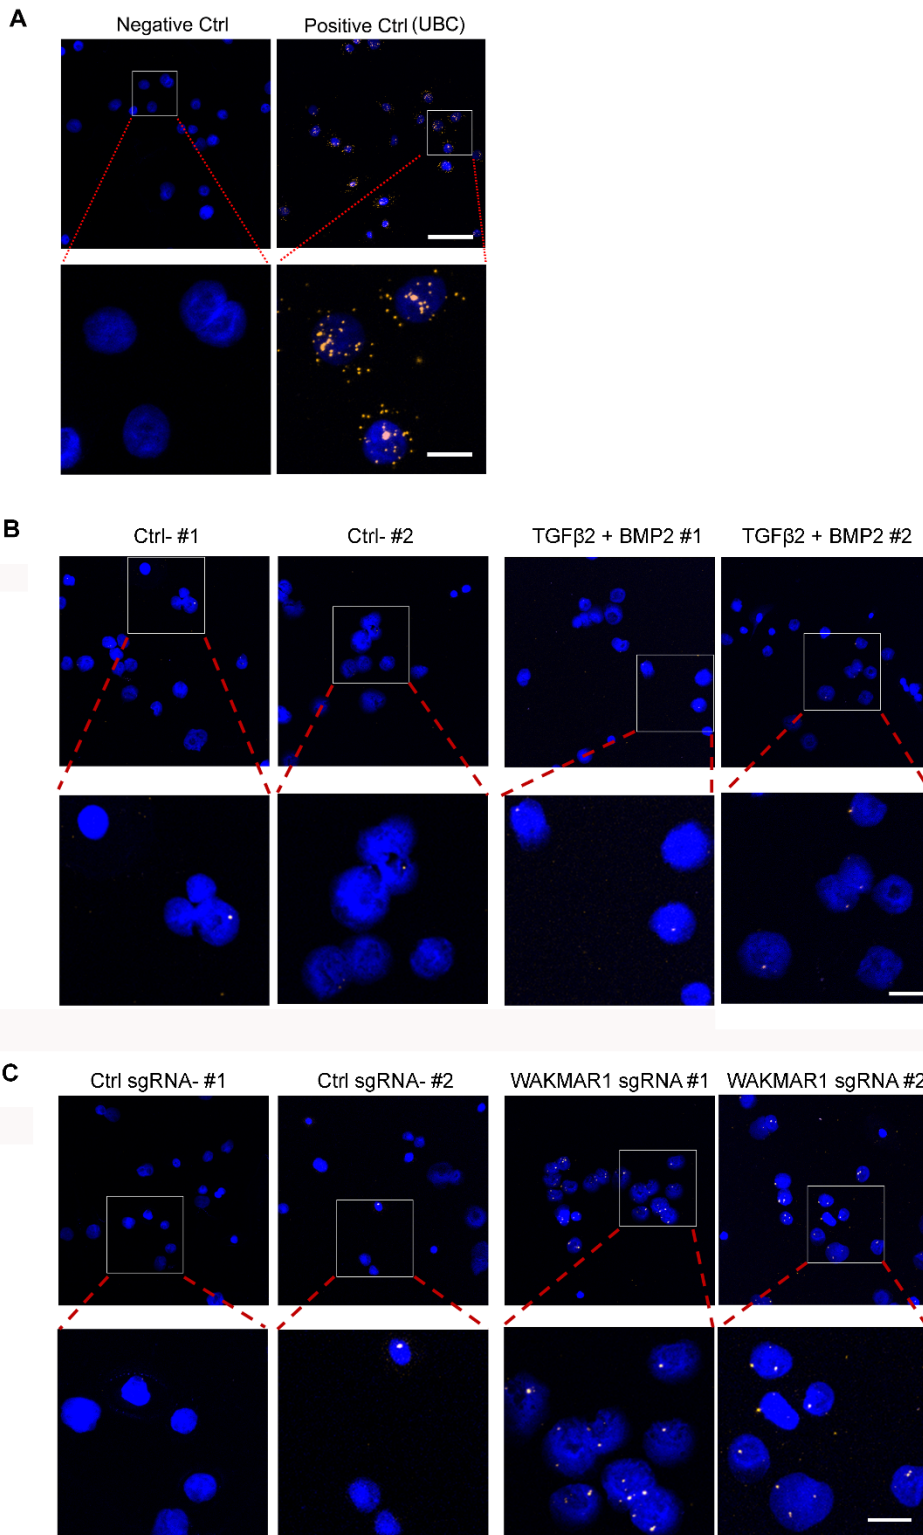 A
Negative Ctrl
Positive Ctrl (UBC)
B
Ctrl- #1
Ctrl- #2
TGFβ2 + BMP2 #1
TGFβ2 + BMP2 #2
C
Ctrl sgRNA- #1
Ctrl sgRNA- #2
WAKMAR1 sgRNA #1
WAKMAR1 sgRNA #2